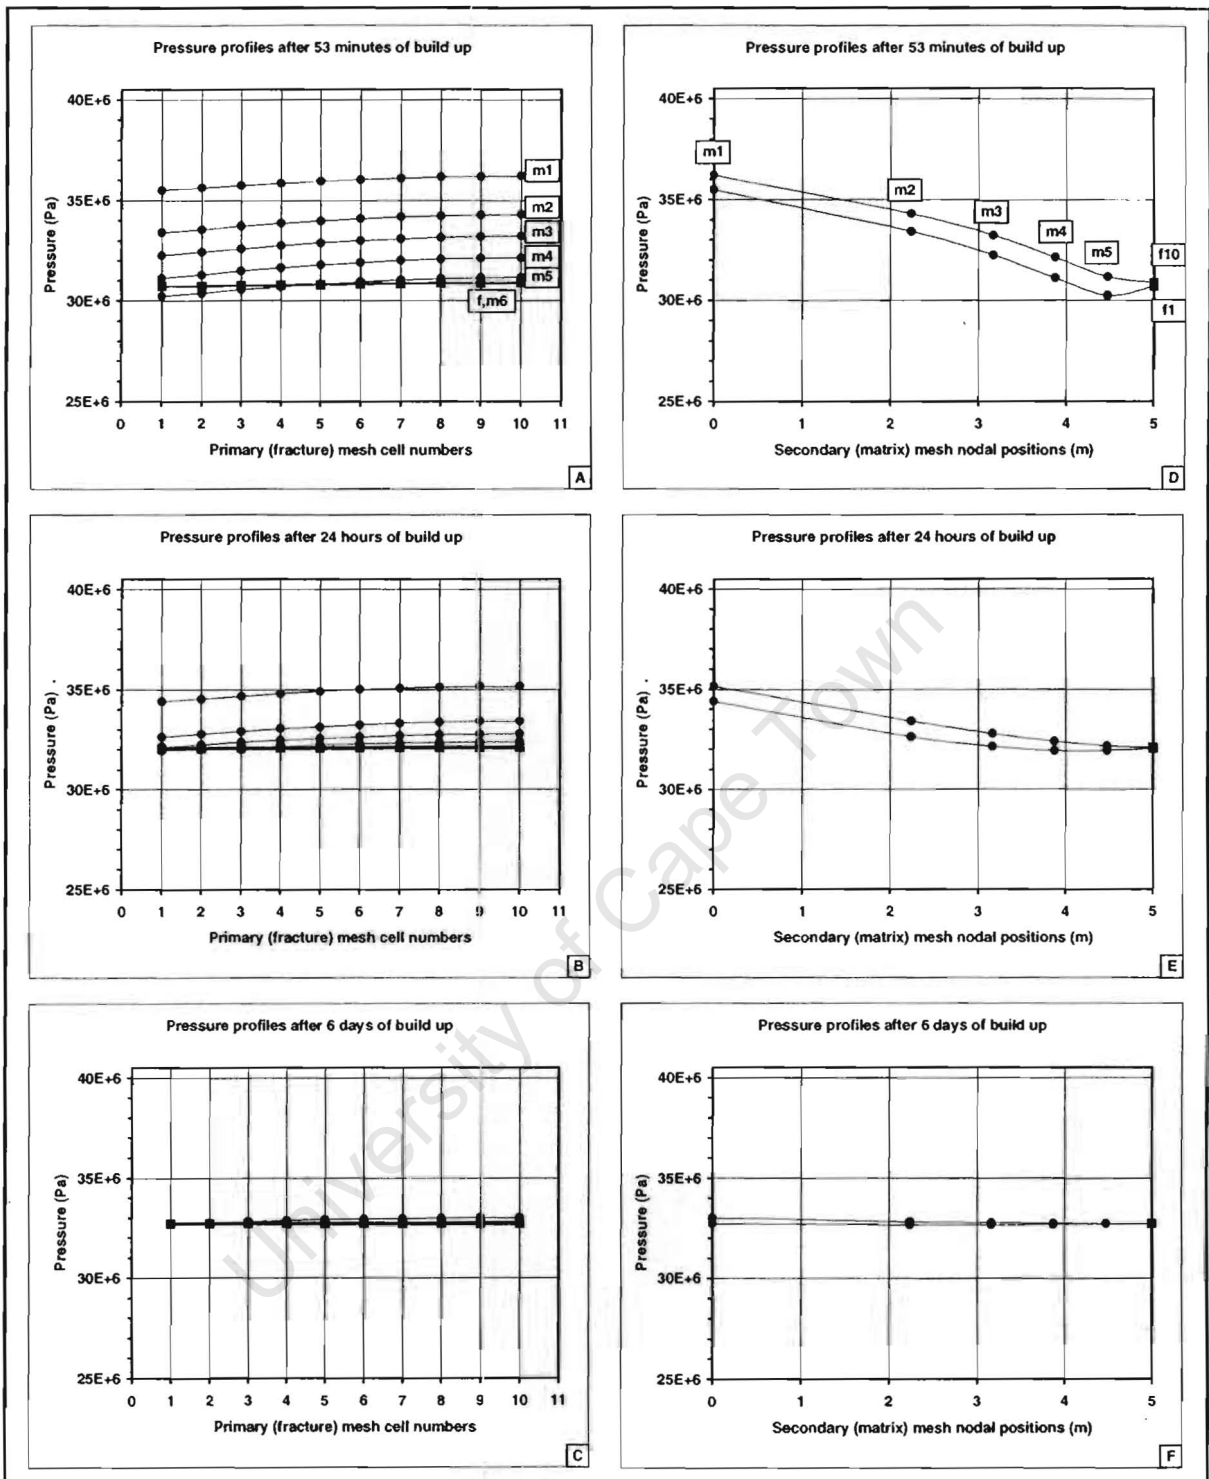 Pressure profiles after 53 minutes of build up
40E+6
35E+6
30E+6
25E+6
Pressure (Pa)
m1
m2
m3
m4
m5
f,m6
0 1 2 3 4 5 6 7 8 9 10 11
Primary (fracture) mesh cell numbers
A
Pressure profiles after 53 minutes of build up
40E+6
35E+6
30E+6
25E+6
Pressure (Pa)
m1
m2
m3
m4
m5
f10
f1
0 1 2 3 4 5
Secondary (matrix) mesh nodal positions (m)
D
Pressure profiles after 24 hours of build up
40E+6
35E+6
30E+6
25E+6
Pressure (Pa)
0 1 2 3 4 5 6 7 8 9 10 11
Primary (fracture) mesh cell numbers
B
Pressure profiles after 24 hours of build up
40E+6
35E+6
30E+6
25E+6
Pressure (Pa)
0 1 2 3 4 5
Secondary (matrix) mesh nodal positions (m)
E
Pressure profiles after 6 days of build up
40E+6
35E+6
30E+6
25E+6
Pressure (Pa)
0 1 2 3 4 5 6 7 8 9 10 11
Primary (fracture) mesh cell numbers
C
Pressure profiles after 6 days of build up
40E+6
35E+6
30E+6
25E+6
Pressure (Pa)
0 1 2 3 4 5
Secondary (matrix) mesh nodal positions (m)
F
University of Cape Town